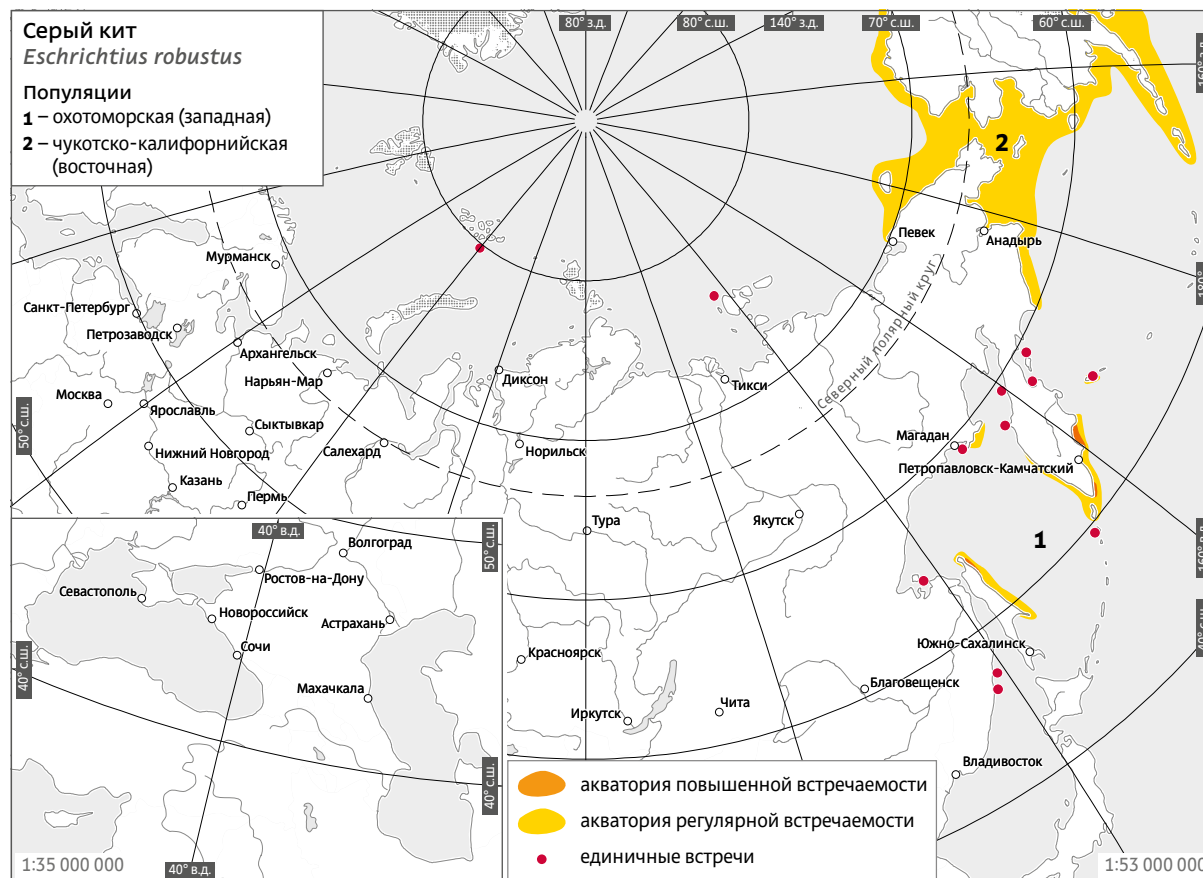 Серый кит
Eschrichtius robustus
Популяции
1 – охотоморская (западная)
2 – чукотско-калифорнийская
(восточная)
80° з.д.
80° с.ш.
140° з.д.
70° с.ш.
60° с.ш.
160° з.д.
180°
160° в.д.
40° с.ш.
50° с.ш.
2
Певек
Анадырь
Северный полярный круг
Мурманск
Санкт-Петербург
Петрозаводск
Архангельск
Нарьян-Мар
Диксон
Тикси
Москва
Ярославль
Сыктывкар
Нижний Новгород
Салехард
Норильск
Магадан
Петропавловск-Камчатский
Казань
Пермь
Тура
Якутск
1
Красноярск
Иркутск
Чита
Благовещенск
Южно-Сахалинск
Владивосток
40° в.д.
50° с.ш.
Волгоград
Ростов-на-Дону
Севастополь
Новороссийск
Астрахань
Сочи
Махачкала
40° с.ш.
40° с.ш.
40° в.д.
1:35 000 000
акватория повышенной встречаемости
акватория регулярной встречаемости
единичные встречи
1:53 000 000